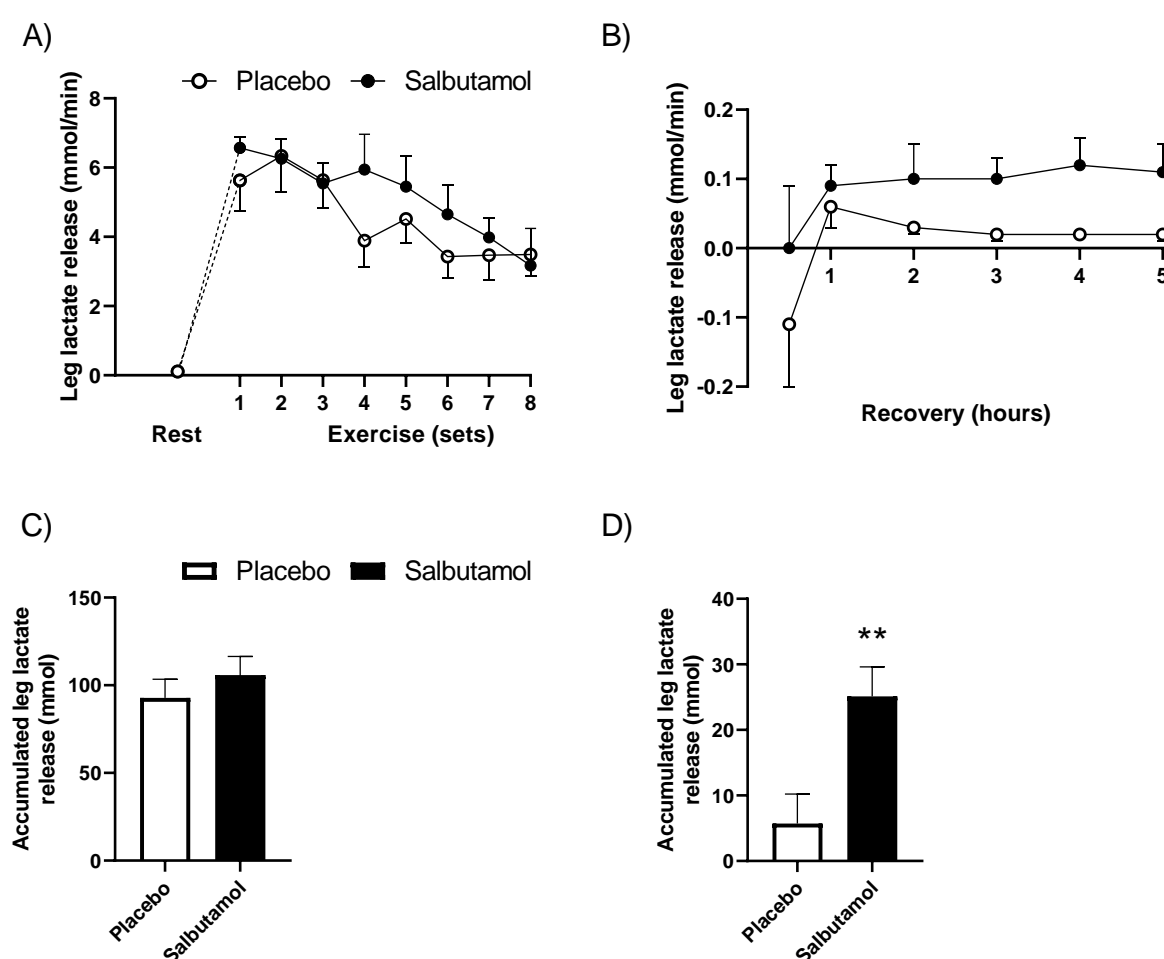 A)
Placebo Salbutamol
Leg lactate release (mmol/min)
8
6
4
2
0
1 2 3 4 5 6 7 8
Rest Exercise (sets)
B)
Leg lactate release (mmol/min)
0.2
0.1
0.0
-0.1
-0.2
1 2 3 4 5
Recovery (hours)
C)
Placebo Salbutamol
Accumulated leg lactate
release (mmol)
150
100
50
0
Placebo
Salbutamol
D)
Accumulated leg lactate
release (mmol)
40
30
20
10
0
**
Placebo
Salbutamol